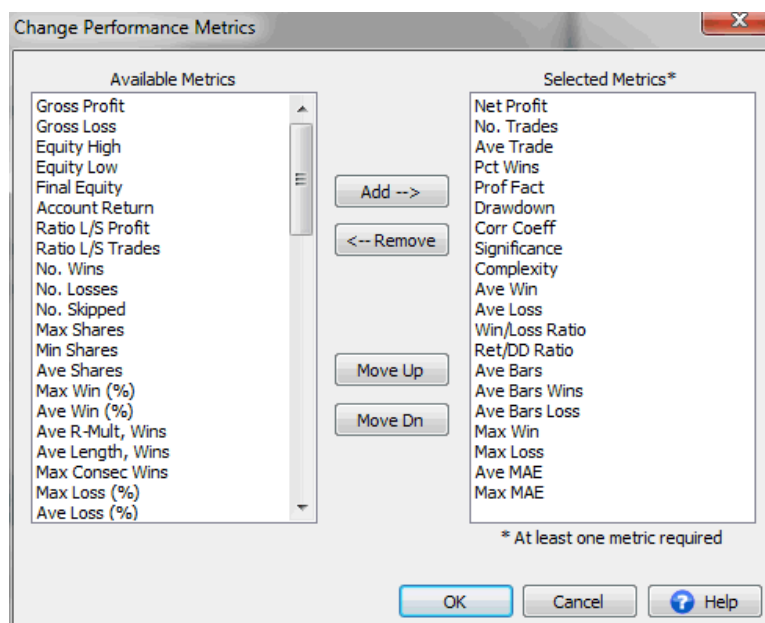 Change Performance Metrics
Available Metrics
Gross Profit
Gross Loss
Equity High
Equity Low
Final Equity
Account Return
Ratio L/S Profit
Ratio L/S Trades
No. Wins
No. Losses
No. Skipped
Max Shares
Min Shares
Ave Shares
Max Win (%)
Ave Win (%)
Ave R-Mult, Wins
Ave Length, Wins
Max Consec Wins
Max Loss (%)
Ave Loss (%)
Add -->
<-- Remove
Move Up
Move Dn
Selected Metrics*
Net Profit
No. Trades
Ave Trade
Pct Wins
Prof Fact
Drawdown
Corr Coeff
Significance
Complexity
Ave Win
Ave Loss
Win/Loss Ratio
Ret/DD Ratio
Ave Bars
Ave Bars Wins
Ave Bars Loss
Max Win
Max Loss
Ave MAE
Max MAE
* At least one metric required
OK
Cancel
Help